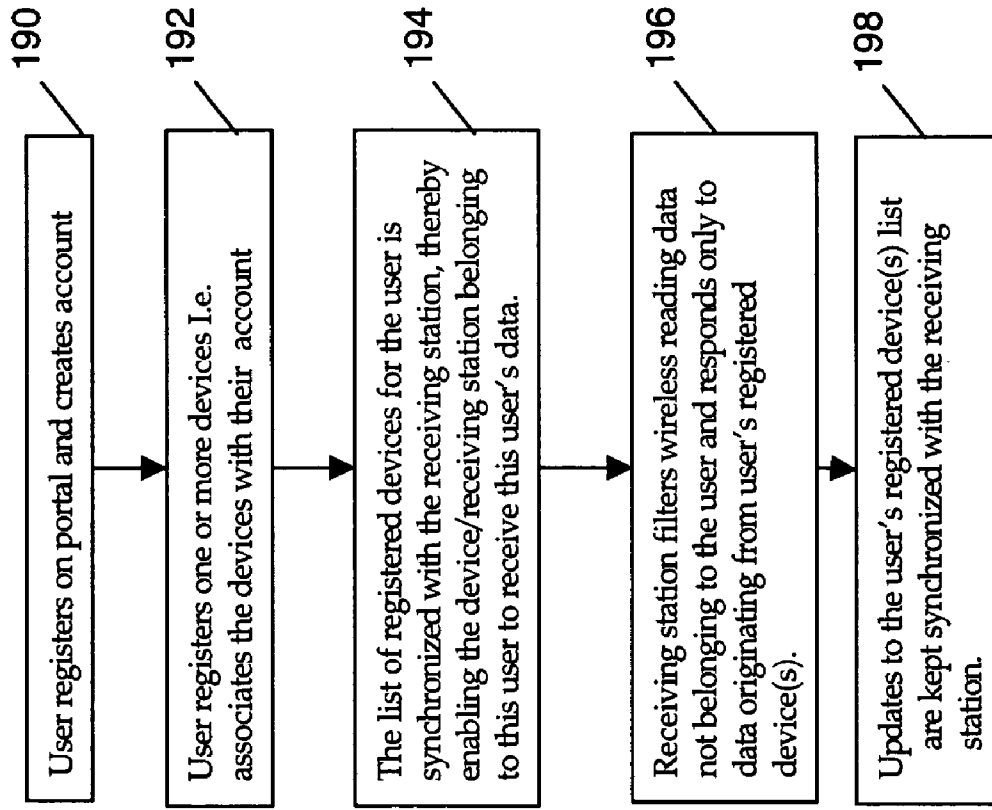 190
User registers on portal and creates account
192
User registers one or more devices I.e.
associates the devices with their account
194
The list of registered devices for the user is
synchronized with the receiving station, thereby
enabling the device/receiving station belonging
to this user to receive this user's data.
196
Receiving station filters wireless reading data
not belonging to the user and responds only to
data originating from user's registered
device(s).
198
Updates to the user's registered device(s) list
are kept synchronized with the receiving
station.